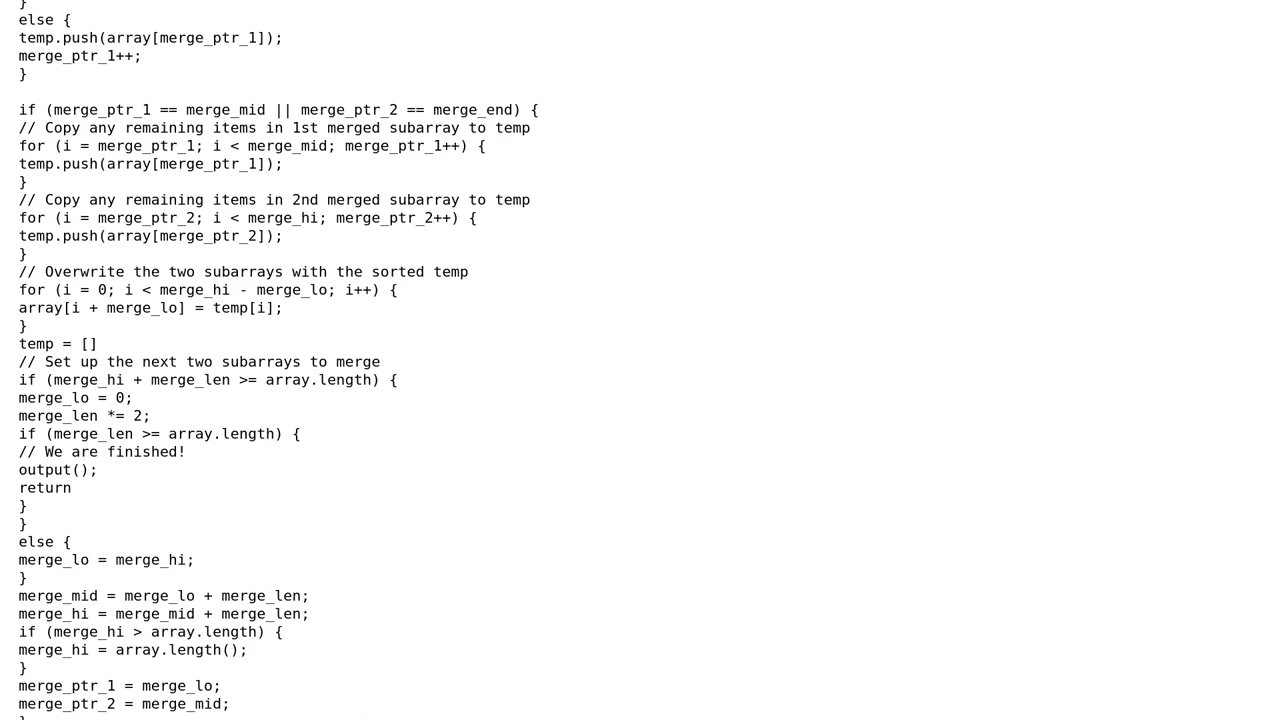 }
else {
temp.push(array[merge_ptr_1]);
merge_ptr_1++;
}
if (merge_ptr_1 == merge_mid || merge_ptr_2 == merge_end) {
// Copy any remaining items in 1st merged subarray to temp
for (i = merge_ptr_1; i < merge_mid; merge_ptr_1++) {
temp.push(array[merge_ptr_1]);
}
// Copy any remaining items in 2nd merged subarray to temp
for (i = merge_ptr_2; i < merge_hi; merge_ptr_2++) {
temp.push(array[merge_ptr_2]);
}
// Overwrite the two subarrays with the sorted temp
for (i = 0; i < merge_hi - merge_lo; i++) {
array[i + merge_lo] = temp[i];
}
temp = []
// Set up the next two subarrays to merge
if (merge_hi + merge_len >= array.length) {
merge_lo = 0;
merge_len *= 2;
if (merge_len >= array.length) {
// We are finished!
output();
return
}
}
else {
merge_lo = merge_hi;
}
merge_mid = merge_lo + merge_len;
merge_hi = merge_mid + merge_len;
if (merge_hi > array.length) {
merge_hi = array.length();
}
merge_ptr_1 = merge_lo;
merge_ptr_2 = merge_mid;
}